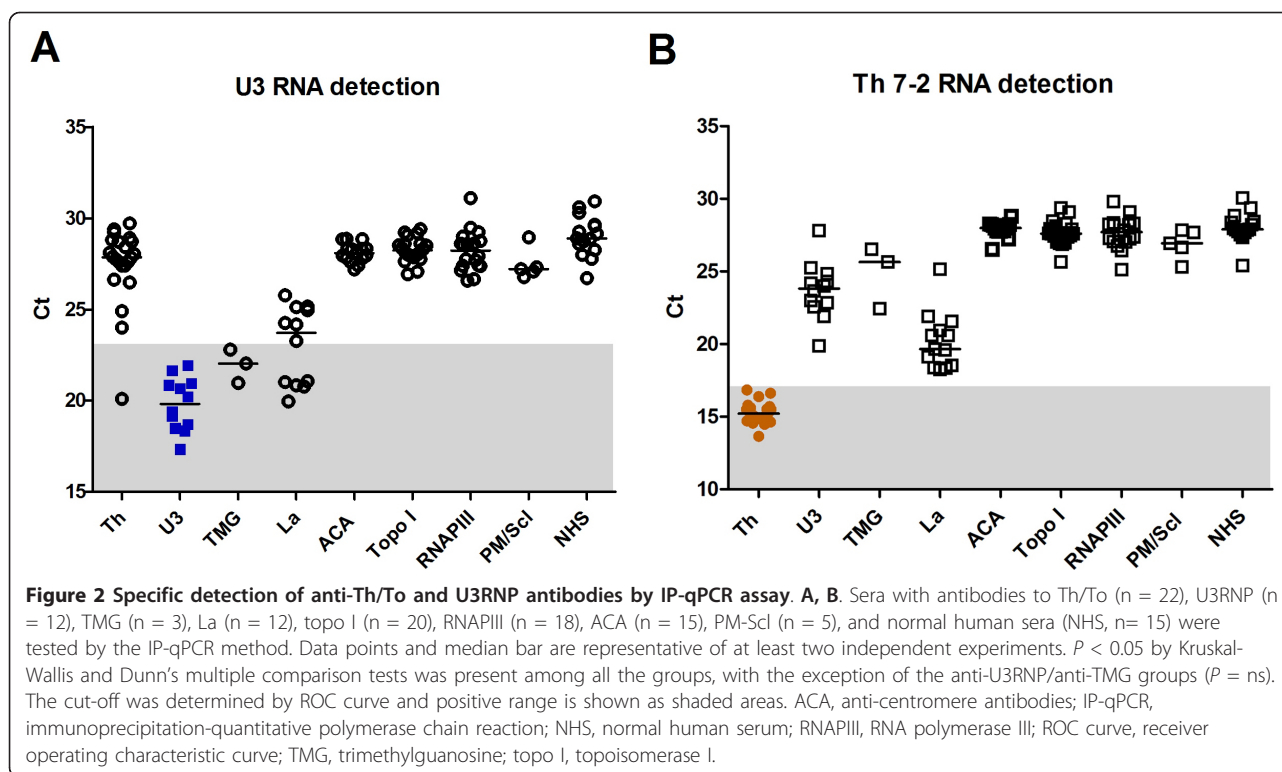 A
U3 RNA detection
35
30
25
20
15
Ct
Th
U3
TMG
La
ACA
Topo I
RNAPIII
PM/Scl
NHS
B
Th 7-2 RNA detection
35
30
25
20
15
10
Ct
Th
U3
TMG
La
ACA
Topo I
RNAPIII
PM/Scl
NHS
Figure 2 Specific detection of anti-Th/To and U3RNP antibodies by IP-qPCR assay. A, B. Sera with antibodies to Th/To (n = 22), U3RNP (n
= 12), TMG (n = 3), La (n = 12), topo I (n = 20), RNAPIII (n = 18), ACA (n = 15), PM-Scl (n = 5), and normal human sera (NHS, n= 15) were
tested by the IP-qPCR method. Data points and median bar are representative of at least two independent experiments. P < 0.05 by Kruskal-
Wallis and Dunn’s multiple comparison tests was present among all the groups, with the exception of the anti-U3RNP/anti-TMG groups (P = ns).
The cut-off was determined by ROC curve and positive range is shown as shaded areas. ACA, anti-centromere antibodies; IP-qPCR,
immunoprecipitation-quantitative polymerase chain reaction; NHS, normal human serum; RNAPIII, RNA polymerase III; ROC curve, receiver
operating characteristic curve; TMG, trimethylguanosine; topo I, topoisomerase I.